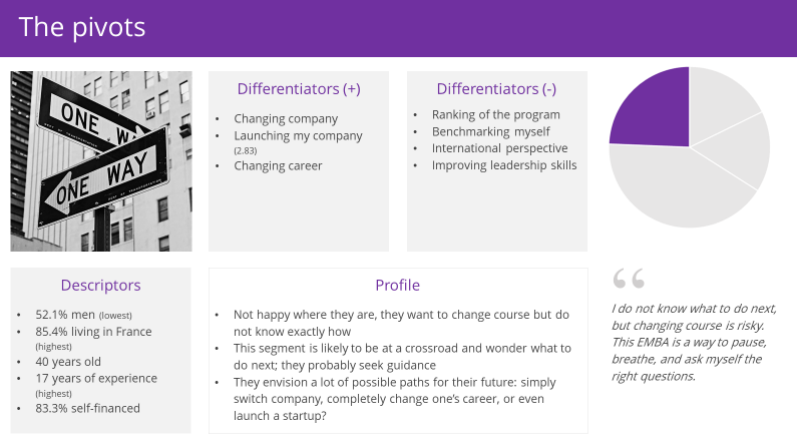 The pivots
ONE W
ONE WAY
Differentiators (+)
• Changing company
• Launching my company
(2.83)
• Changing career
Differentiators (-)
• Ranking of the program
• Benchmarking myself
• International perspective
• Improving leadership skills
Descriptors
• 52.1% men (lowest)
• 85.4% living in France
(highest)
• 40 years old
• 17 years of experience
(highest)
• 83.3% self-financed
Profile
• Not happy where they are, they want to change course but do
not know exactly how
• This segment is likely to be at a crossroad and wonder what to
do next; they probably seek guidance
• They envision a lot of possible paths for their future: simply
switch company, completely change one's career, or even
launch a startup?
“
I do not know what to do next,
but changing course is risky.
This EMBA is a way to pause,
breathe, and ask myself the
right questions.